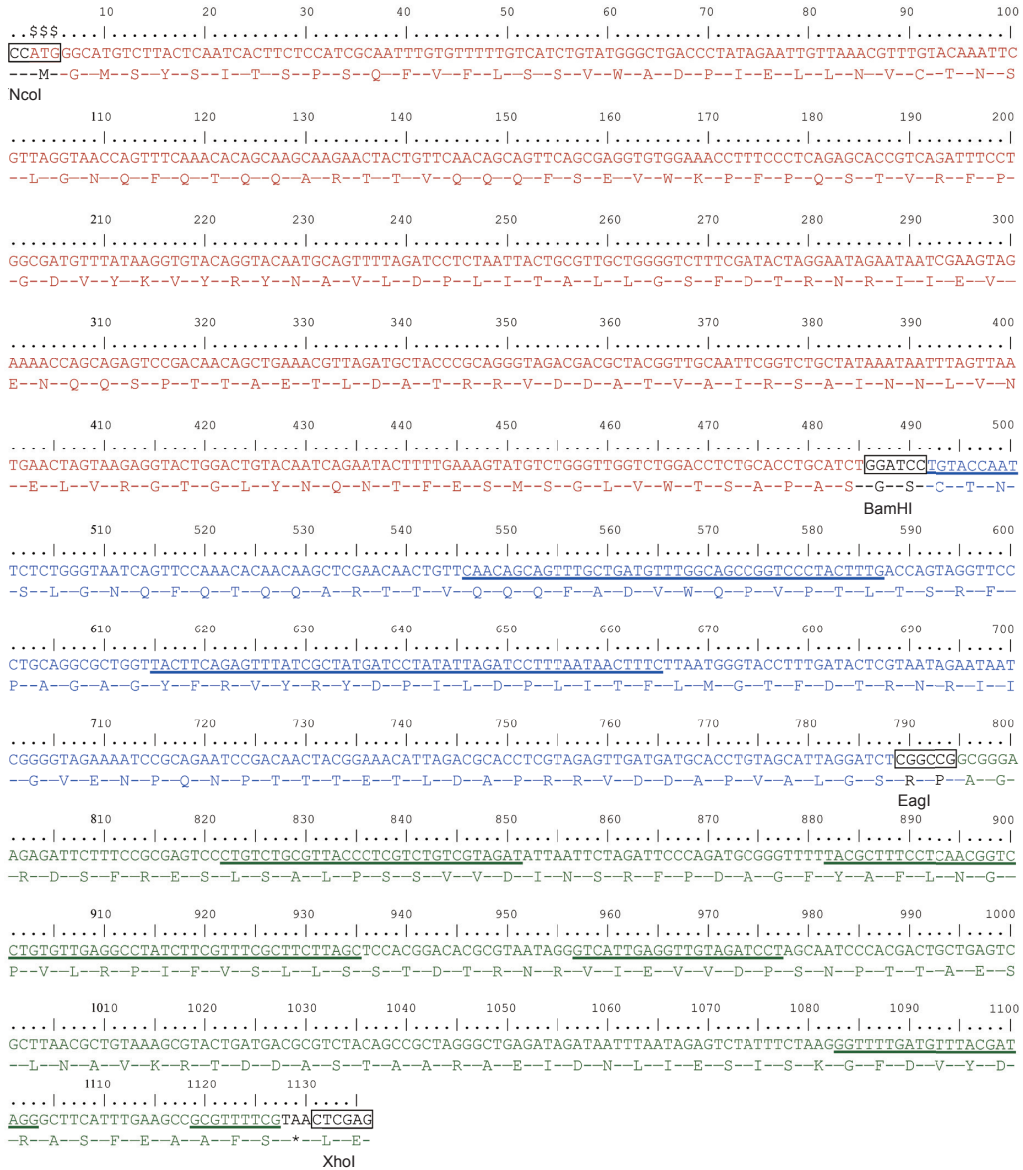 $$$ 10 20 30 40 50 60 70 80 90 100
CCATGGGCATGTCTTACTCAATCACTTCTCCATCGCAATTTGTGTTTTTGTCATCTGTATGGGCTGACCCTATAGAATTGTTAAACGTTTGTACAAATTC
---M--G--M--S--Y--S--I--T--S--P--S--Q--F--V--F--L--S--S--V--W--A--D--P--I--E--L--L--N--V--C--T--N--S
NcoI
110 120 130 140 150 160 170 180 190 200
GTTAGGTAACCAGTTTCAAACACAGCAAGCAAGAACTACTGTTCAACAGCAGTTCAGCGAGGTGTGGAAACCTTTCCCTCAGAGCACCGTCAGATTTCCT
--L--G--N--Q--F--Q--T--Q--Q--A--R--T--T--V--Q--Q--Q--F--S--E--V--W--K--P--F--P--Q--S--T--V--R--F--P-
210 220 230 240 250 260 270 280 290 300
GGCGATGTTTATAAGGTGTACAGGTACAATGCAGTTTTAGATCCTCTAATTACTGCGTTGCTGGGGTCTTTCGATACTAGGAATAGAATAATCGAAGTAG
-G--D--V--Y--K--V--Y--R--Y--N--A--V--L--D--P--L--I--T--A--L--L--G--S--F--D--T--R--N--R--I--I--E--V--
310 320 330 340 350 360 370 380 390 400
AAAACCAGCAGAGTCCGACAACAGCTGAAACGTTAGATGCTACCCGCAGGGTAGACGACGCTACGGTTGCAATTCGGTCTGCTATAAATAATTTAGTTAA
E--N--Q--Q--S--P--T--T--A--E--T--L--D--A--T--R--R--V--D--D--A--T--V--A--I--R--S--A--I--N--N--L--V--N
410 420 430 440 450 460 470 480 490 500
TGAACTAGTAAGAGGTACTGGACTGTACAATCAGAATACTTTTGAAAGTATGTCTGGGTTGGTCTGGACCTCTGCACCTGCATCTGGATCCTGTACCAAT
--E--L--V--R--G--T--G--L--Y--N--Q--N--T--F--E--S--M--S--G--L--V--W--T--S--A--P--A--S--G--S--C--T--N-
BamHI
510 520 530 540 550 560 570 580 590 600
TCTCTGGGTAATCAGTTCCAAACACAACAAGCTCGAACAACTGTTCAACAGCAGTTTGCTGATGTTTGGCAGCCGGTCCCTACTTTGACCAGTAGGTTCC
-S--L--G--N--Q--F--Q--T--Q--Q--A--R--T--T--V--Q--Q--Q--F--A--D--V--W--Q--P--V--P--T--L--T--S--R--F--
610 620 630 640 650 660 670 680 690 700
CTGCAGGCGCTGGTTACTTCAGAGTTTATCGCTATGATCCTATATTAGATCCTTTAATAACTTTCTTAATGGGTACCTTTGATACTCGTAATAGAATAAT
P--A--G--A--G--Y--F--R--V--Y--R--Y--D--P--I--L--D--P--L--I--T--F--L--M--G--T--F--D--T--R--N--R--I--I
710 720 730 740 750 760 770 780 790 800
CGGGGTAGAAAATCCGCAGAATCCGACAACTACGGAAACATTAGACGCACCTCGTAGAGTTGATGATGCACCTGTAGCATTAGGATCTCGGCCGGCGGGA
--G--V--E--N--P--Q--N--P--T--T--T--E--T--L--D--A--P--R--R--V--D--D--A--P--V--A--L--G--S--R--P--A--G-
EagI
810 820 830 840 850 860 870 880 890 900
AGAGATTCTTTCCGCGAGTCCCTGTCTGCGTTACCCTCGTCTGTCGTAGATATTAATTCTAGATTCCCAGATGCGGGTTTTTACGCTTTCCTCAACGGTC
-R--D--S--F--R--E--S--L--S--A--L--P--S--S--V--V--D--I--N--S--R--F--P--D--A--G--F--Y--A--F--L--N--G--
910 920 930 940 950 960 970 980 990 1000
CTGTGTTGAGGCCTATCTTCGTTTCGCTTCTTAGCTCCACGGACACGCGTAATAGGGTCATTGAGGTTGTAGATCCTAGCAATCCCACGACTGCTGAGTC
P--V--L--R--P--I--F--V--S--L--L--S--S--T--D--T--R--N--R--V--I--E--V--V--D--P--S--N--P--T--T--A--E--S
1010 1020 1030 1040 1050 1060 1070 1080 1090 1100
GCTTAACGCTGTAAAGCGTACTGATGACGCGTCTACAGCCGCTAGGGCTGAGATAGATAATTTAATAGAGTCTATTTCTAAGGGTTTTGATGTTTACGAT
--L--N--A--V--K--R--T--D--D--A--S--T--A--A--R--A--E--I--D--N--L--I--E--S--I--S--K--G--F--D--V--Y--D-
1110 1120 1130
AGGGCTTCATTTGAAGCCGCGTTTTCGTAACTCGAG
-R--A--S--F--E--A--A--F--S--*--L--E-
XhoI